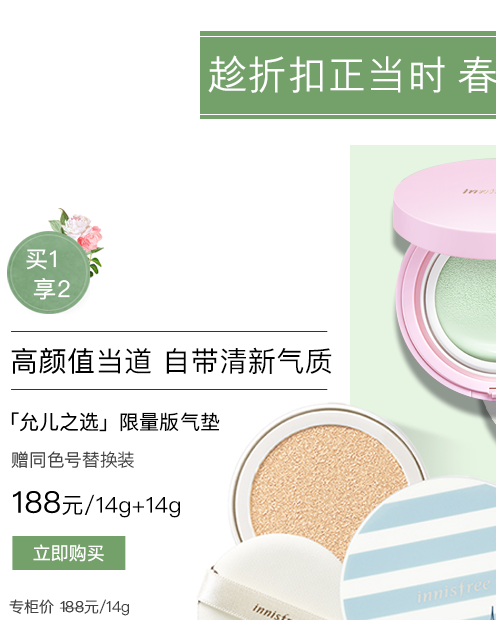 趁折扣正当时 春
买1
享2
高颜值当道 自带清新气质
「允儿之选」限量版气垫
赠同色号替换装
188元/14g+14g
立即购买
专柜价 188元/14g
innisfree